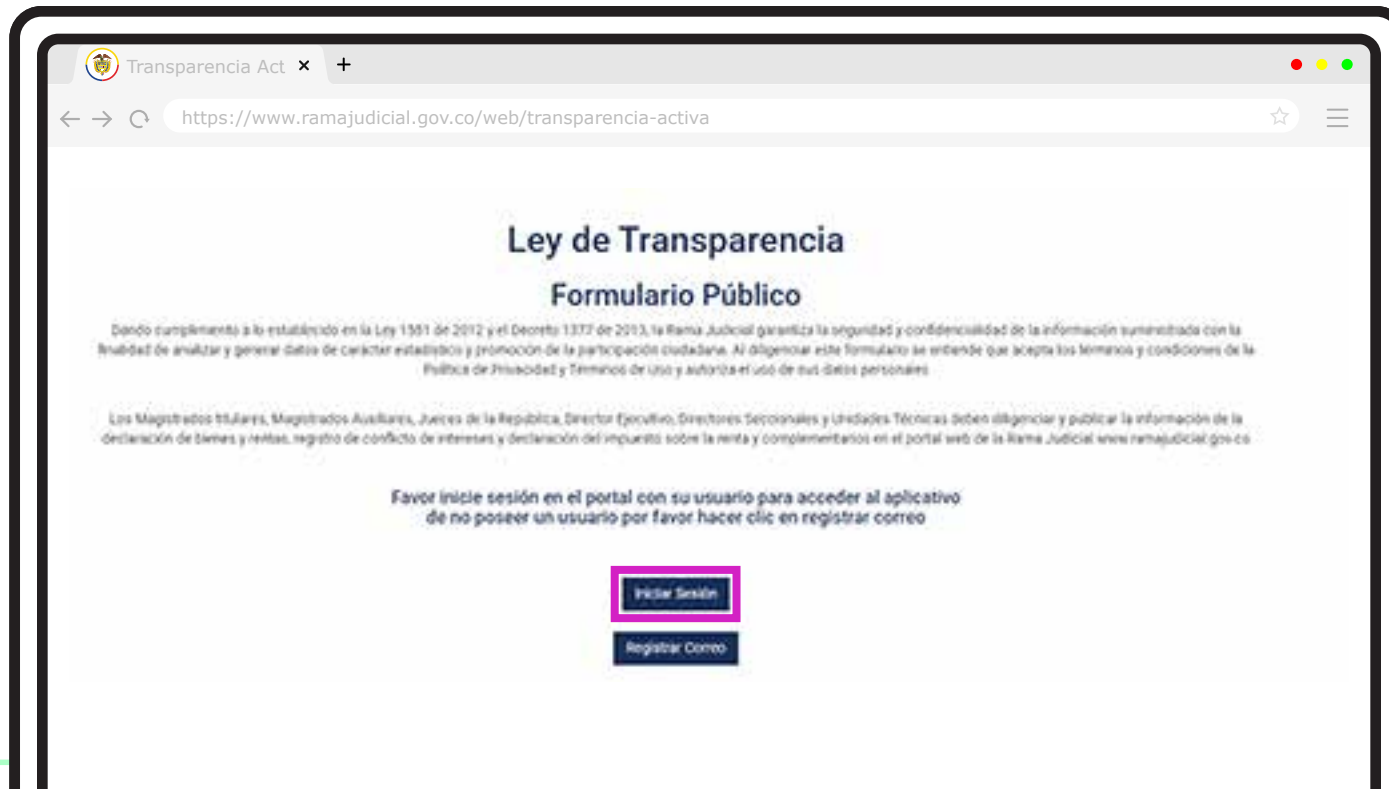 Transparencia Act × +
https://www.ramajudicial.gov.co/web/transparencia-activa
Ley de Transparencia
Formulario Público
Dando cumplimiento a lo establecido en la Ley 1581 de 2012 y el Decreto 1377 de 2013, la Rama Judicial garantiza la seguridad y confidencialidad de la información suministrada con la
finalidad de analizar y generar datos de carácter estadístico y promoción de la participación ciudadana. Al diligenciar este formulario se entiende que acepta los términos y condiciones de la
Política de Privacidad y Términos de Uso y autoriza el uso de sus datos personales
Los Magistrados titulares, Magistrados Auxiliares, Jueces de la República, Director Ejecutivo, Directores Seccionales y Unidades Técnicas deben diligenciar y publicar la información de la
declaración de bienes y rentas, registro de conflicto de intereses y declaración del impuesto sobre la renta y complementarios en el portal web de la Rama Judicial www.ramajudicial.gov.co
Favor inicie sesión en el portal con su usuario para acceder al aplicativo
de no poseer un usuario por favor hacer clic en registrar correo
Iniciar Sesión
Registrar Correo